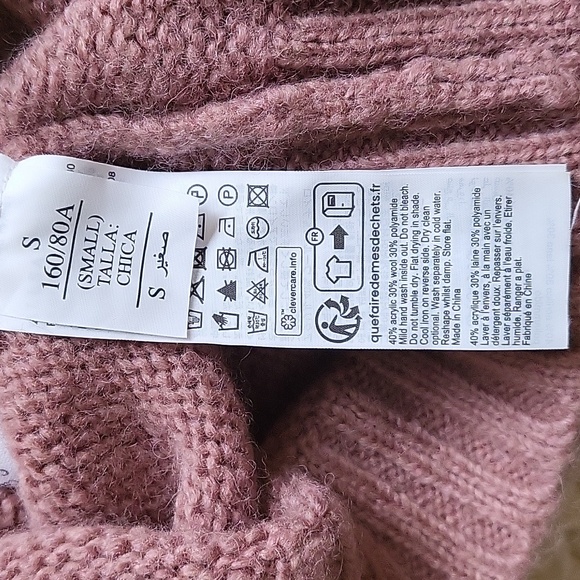 S
160/80A
(SMALL)
TALLA:
CHICA
S صغير
clevercare.info
FR
quefairedemesdechets.fr
40% acrylic 30% wool 30% polyamide
Mild hand wash inside out. Do not bleach.
Do not tumble dry. Flat drying in shade.
Cool iron on reverse side. Dry clean
optional. Wash separately in cold water.
Reshape whilst damp. Store flat.
Made in China
40% acrylique 30% laine 30% polyamide
Laver à l'envers, à la main avec un
détergent doux. Repasser sur l'envers.
Laver séparément à l'eau froide. Etirer
humide. Ranger à plat.
Fabriqué en Chine